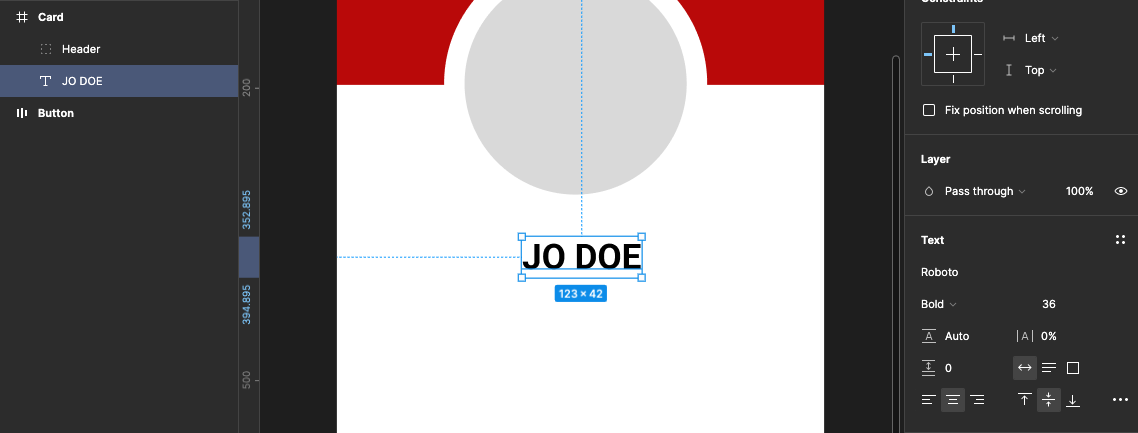 Card
Header
JO DOE
Button
200
352.895
394.895
500
JO DOE
123 × 42
Constraints
Left
Top
Fix position when scrolling
Layer
Pass through
100%
Text
Roboto
Bold
36
A Auto
|A| 0%
0